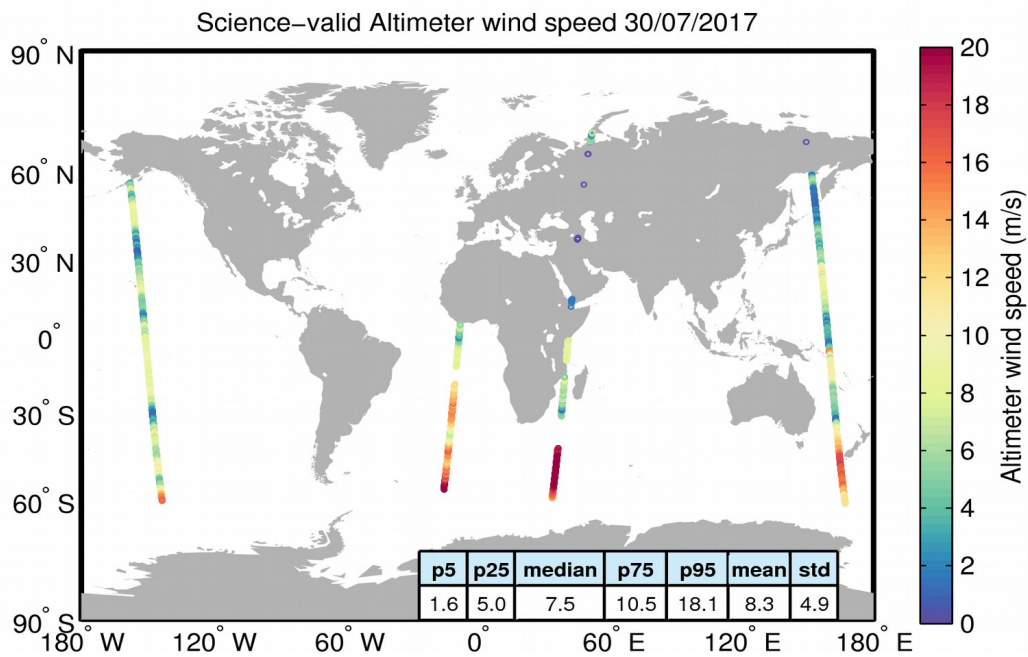 Science−valid Altimeter wind speed 30/07/2017
90° N
60° N
30° N
0°
30° S
60° S
90° S
180° W
120° W
60° W
0°
60° E
120° E
180° E
p5 p25 median p75 p95 mean std
1.6 5.0 7.5 10.5 18.1 8.3 4.9
20
18
16
14
12
10
8
6
4
2
0
Altimeter wind speed (m/s)